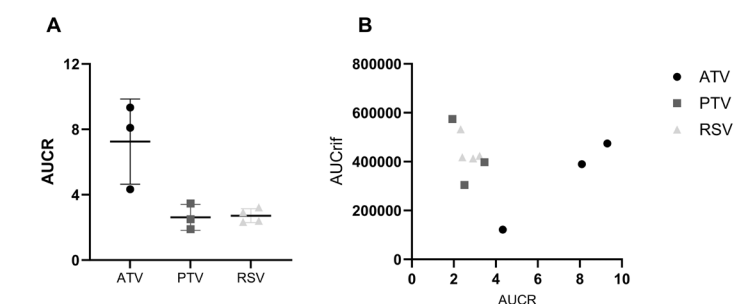 A
AUCR
12
8
4
0
ATV
PTV
RSV
B
AUCrif
800000
600000
400000
200000
0
0
2
4
6
8
10
AUCR
ATV
PTV
RSV